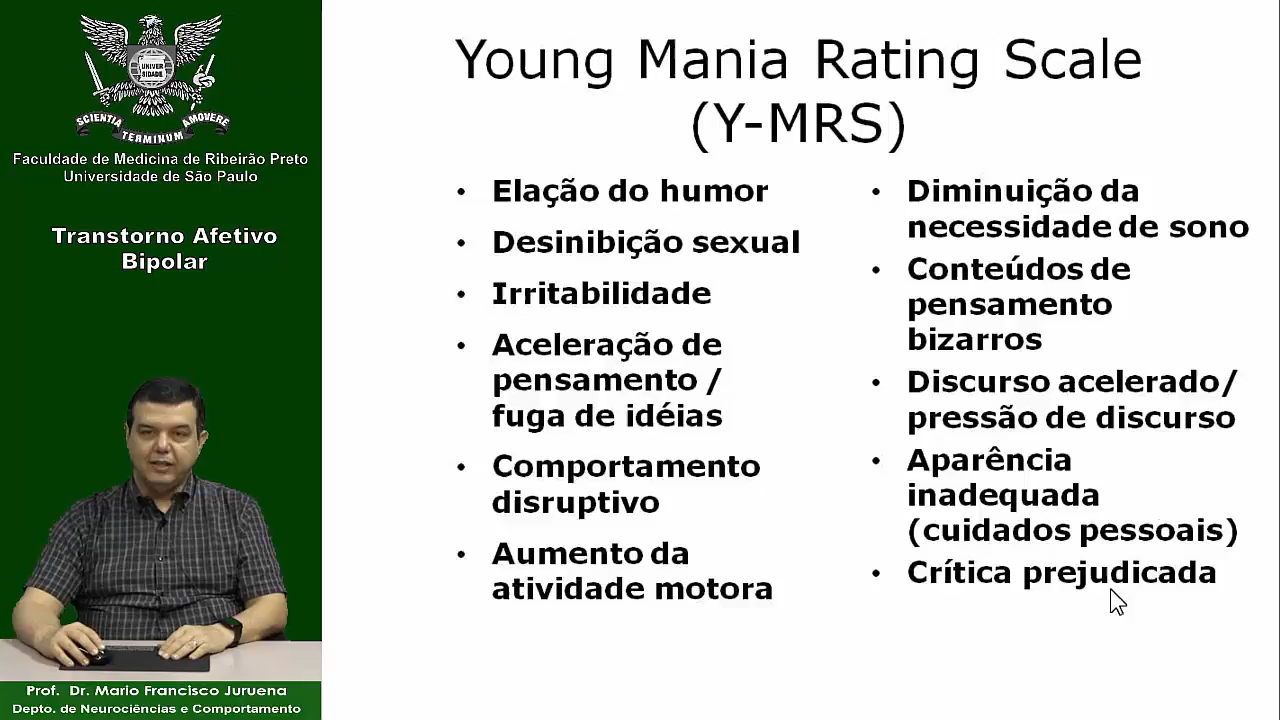 UNIVER
SIDADE
SCIENTIA
TERMINUM
AMOVERE
Faculdade de Medicina de Ribeirão Preto
Universidade de São Paulo
Transtorno Afetivo
Bipolar
Prof. Dr. Mario Francisco Juruena
Depto. de Neurociências e Comportamento
Young Mania Rating Scale
(Y-MRS)
• Elação do humor
• Desinibição sexual
• Irritabilidade
• Aceleração de
pensamento /
fuga de idéias
• Comportamento
disruptivo
• Aumento da
atividade motora
• Diminuição da
necessidade de sono
• Conteúdos de
pensamento
bizarros
• Discurso acelerado/
pressão de discurso
• Aparência
inadequada
(cuidados pessoais)
• Crítica prejudicada